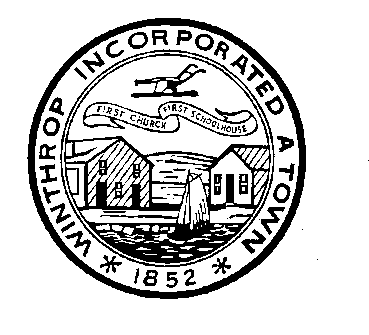 WINTHROP INCORPORATED A TOWN
FIRST CHURCH FIRST SCHOOLHOUSE
* 1852 *